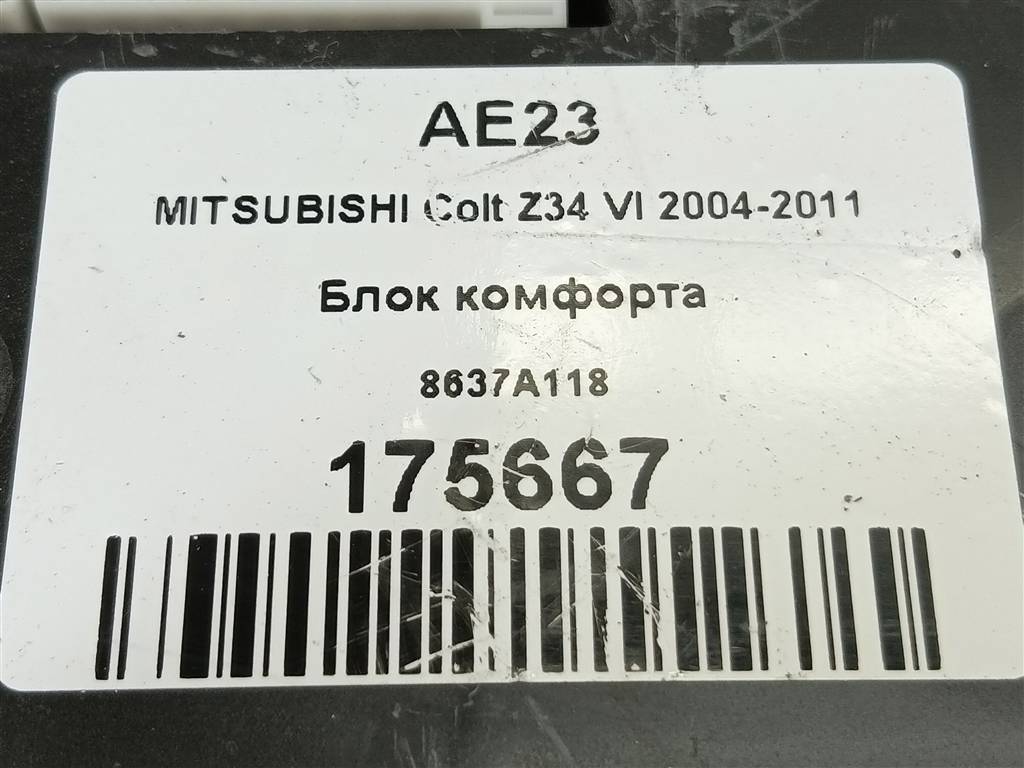 AE23
MITSUBISHI Colt Z34 VI 2004-2011
Блок комфорта
8637A118
175667